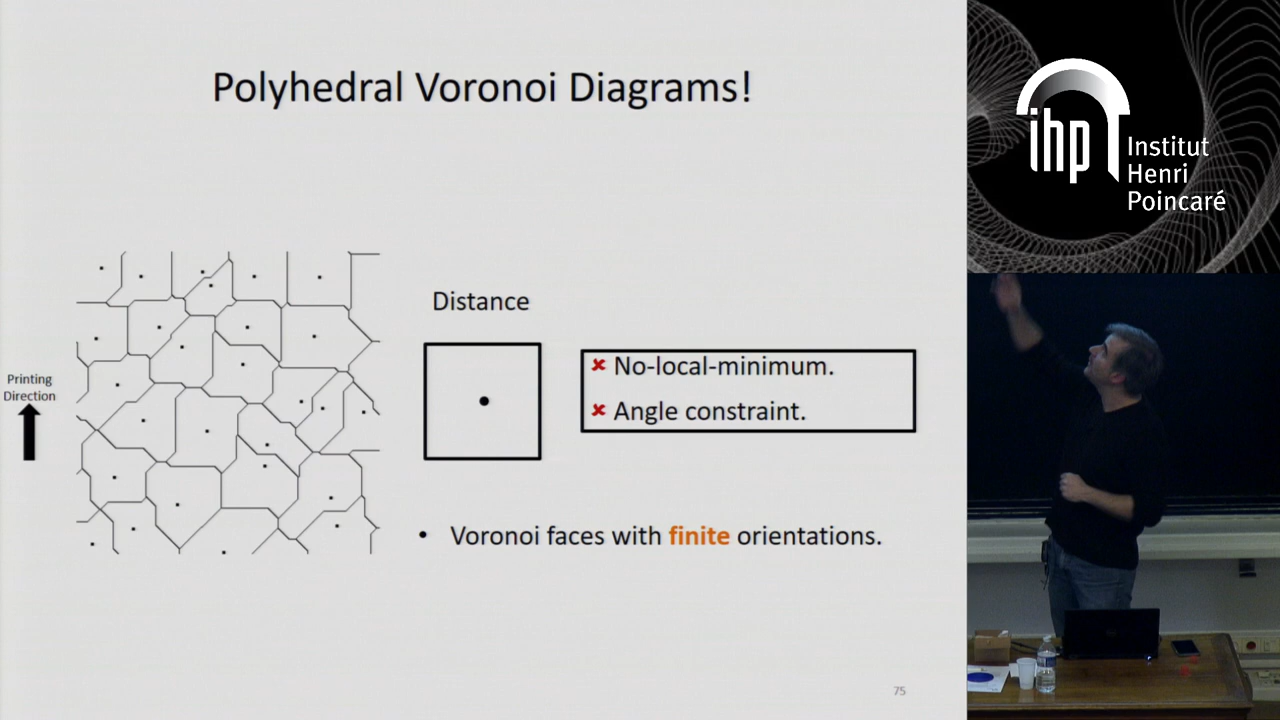 Polyhedral Voronoi Diagrams!
Distance
Printing
Direction
✘ No-local-minimum.
✘ Angle constraint.
• Voronoi faces with finite orientations.
75
ihp
Institut
Henri
Poincaré